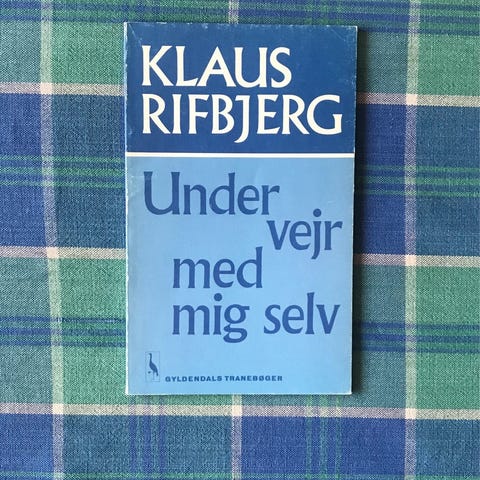 KLAUS
RIFBJERG
Under
vejr
med
mig selv
GYLDENDALS TRANEBØGER